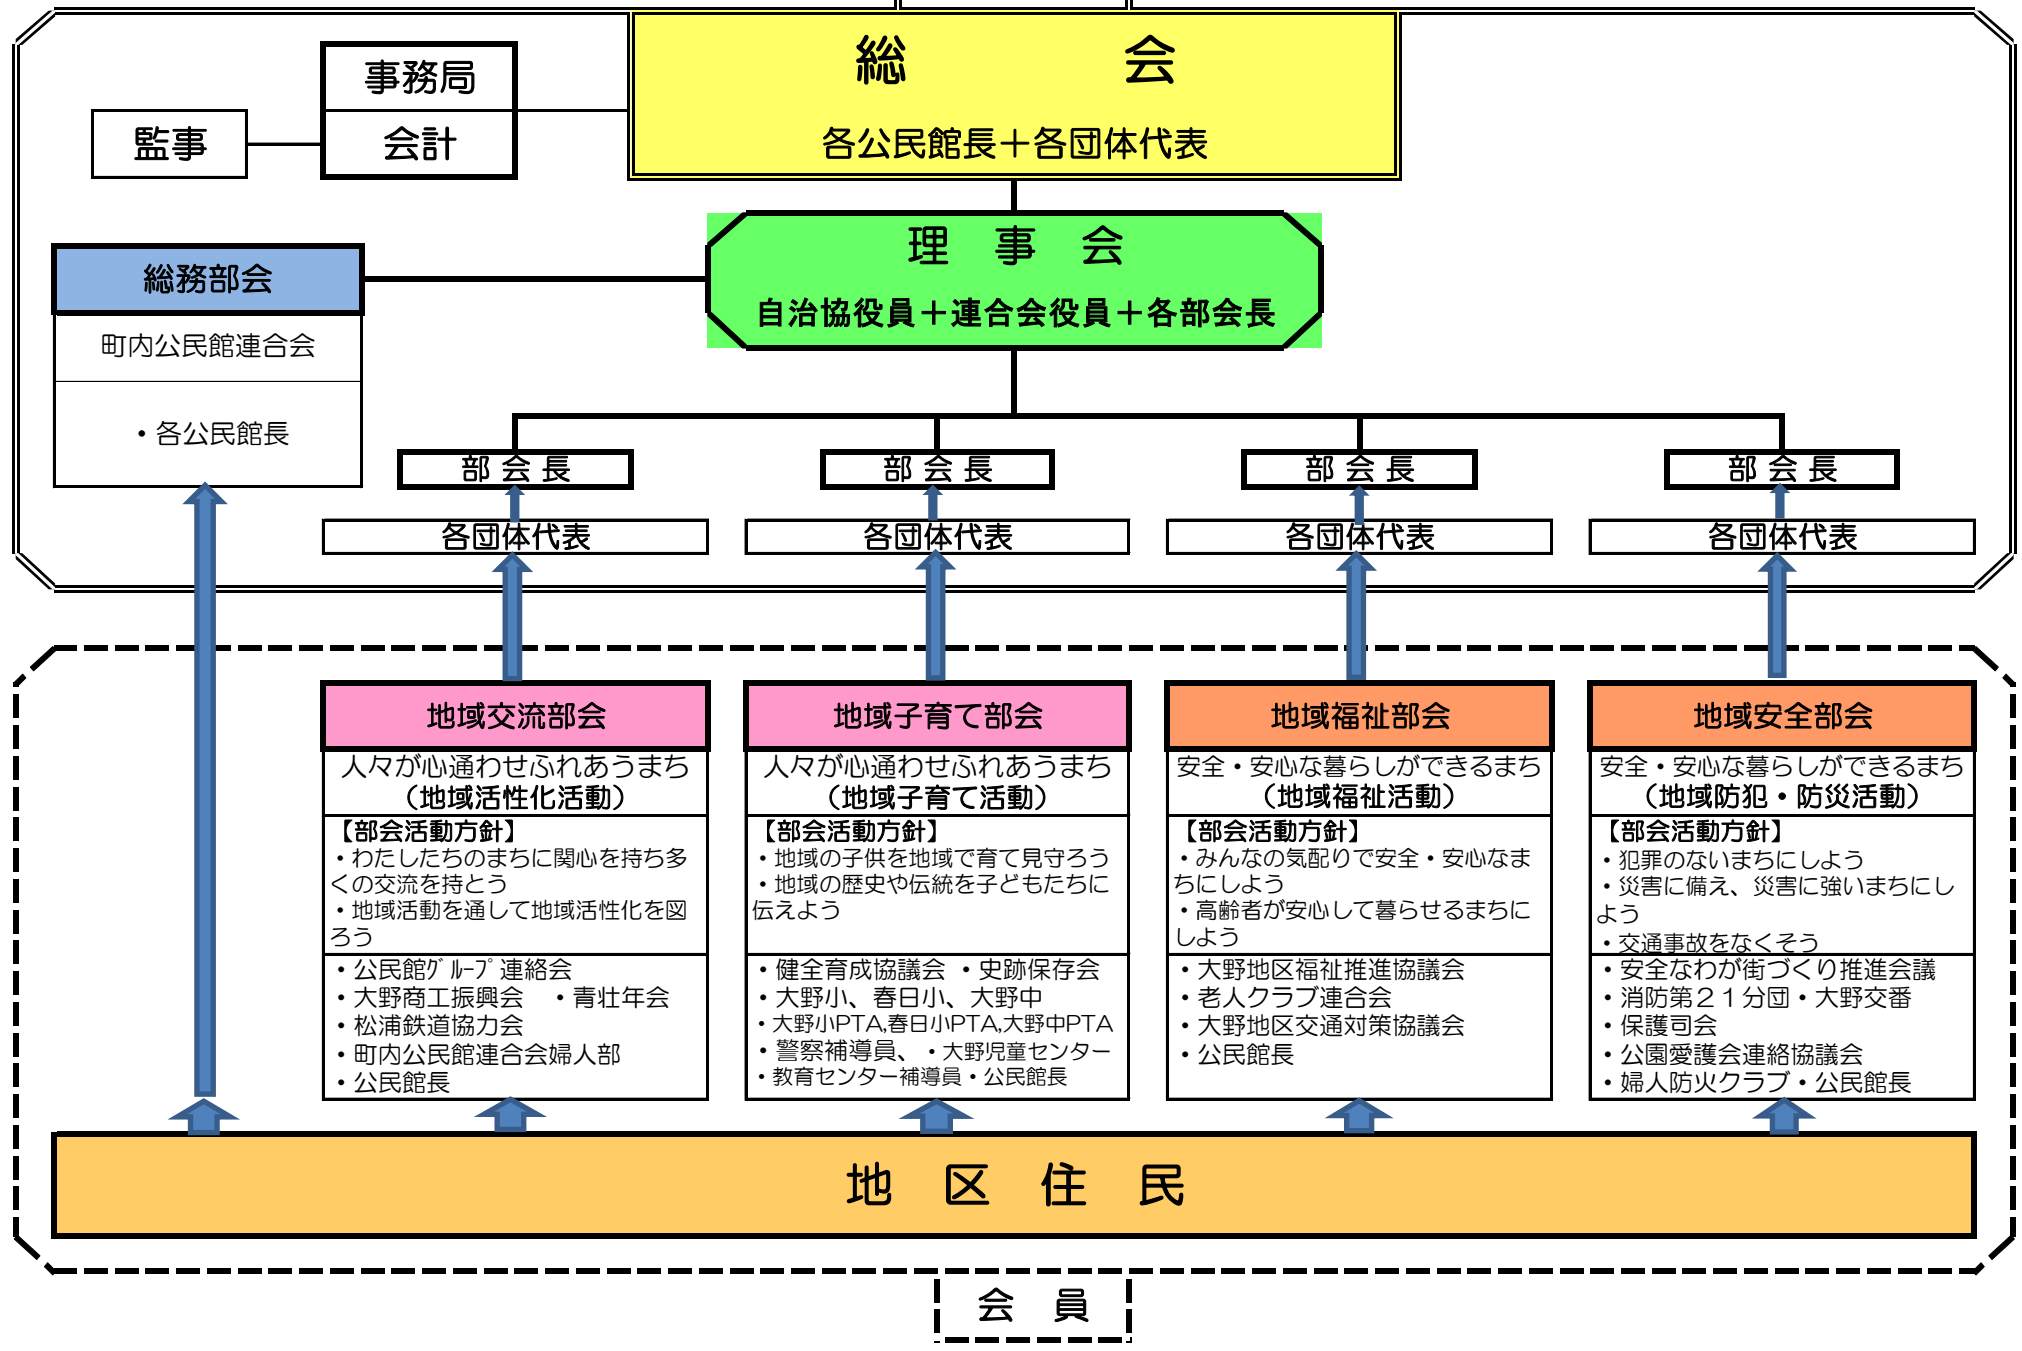 総　会
各公民館長＋各団体代表
事務局
会計
監事
理　事　会
自治協役員＋連合会役員＋各部会長
総務部会
町内公民館連合会
・各公民館長
部 会 長
各団体代表
部 会 長
各団体代表
部 会 長
各団体代表
部 会 長
各団体代表
地域交流部会
人々が心通わせふれあうまち
（地域活性化活動）
【部会活動方針】
・わたしたちのまちに関心を持ち多
くの交流を持とう
・地域活動を通して地域活性化を図
ろう
・公民館ｸﾞﾙｰﾌﾟ連絡会
・大野商工振興会　・青壮年会
・松浦鉄道協力会
・町内公民館連合会婦人部
・公民館長
地域子育て部会
人々が心通わせふれあうまち
（地域子育て活動）
【部会活動方針】
・地域の子供を地域で育て見守ろう
・地域の歴史や伝統を子どもたちに
伝えよう
・健全育成協議会 ・史跡保存会
・大野小、春日小、大野中
・大野小PTA,春日小PTA,大野中PTA
・警察補導員、・大野児童センター
・教育センター補導員・公民館長
地域福祉部会
安全・安心な暮らしができるまち
（地域福祉活動）
【部会活動方針】
・みんなの気配りで安全・安心なま
ちにしよう
・高齢者が安心して暮らせるまちに
しよう
・大野地区福祉推進協議会
・老人クラブ連合会
・大野地区交通対策協議会
・公民館長
地域安全部会
安全・安心な暮らしができるまち
（地域防犯・防災活動）
【部会活動方針】
・犯罪のないまちにしよう
・災害に備え、災害に強いまちにし
よう
・交通事故をなくそう
・安全なわが街づくり推進会議
・消防第２１分団・大野交番
・保護司会
・公園愛護会連絡協議会
・婦人防火クラブ・公民館長
地　区　住　民
会　員